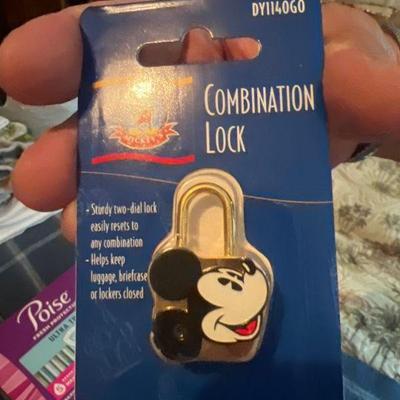 DY1140GO
COMBINATION
LOCK
- Sturdy two-dial lock
easily resets to
any combination
- Helps keep
luggage, briefcase
or lockers closed
Poise
ULTRA